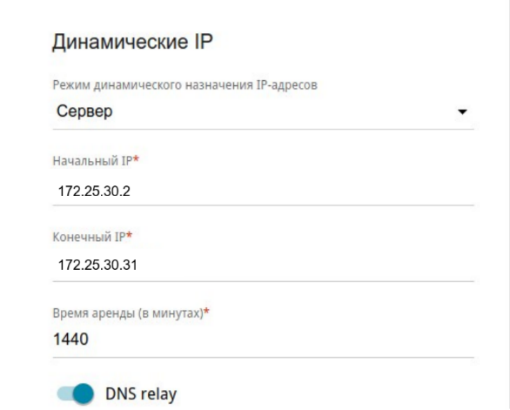 Динамические IP
Режим динамического назначения IP-адресов
Сервер
Начальный IP*
172.25.30.2
Конечный IP*
172.25.30.31
Время аренды (в минутах)*
1440
DNS relay